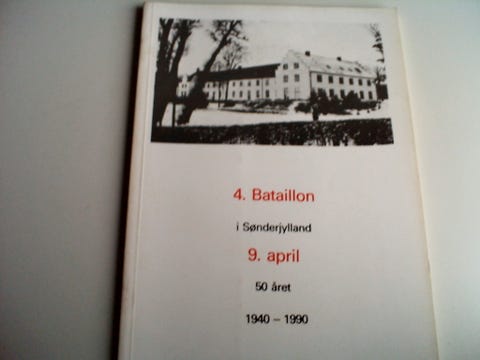 4. Bataillon
i Sønderjylland
9. april
50 året
1940 – 1990